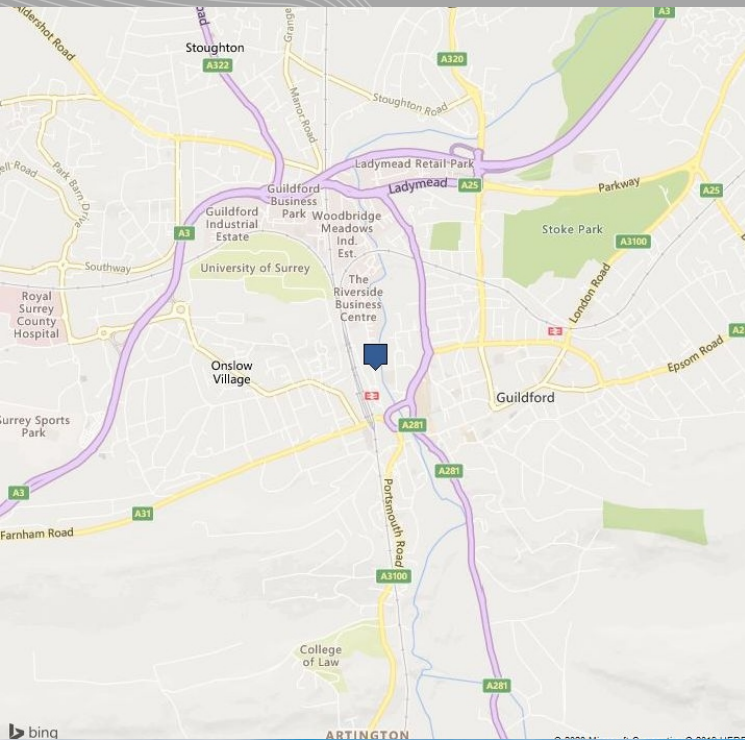 Aldershot Road
Stoughton
A322
Grange
A320
A3
Manor Road
Stoughton Road
Park Barn Drive
Ladymead Retail Park
Ladymead
A25
Parkway
A25
Guildford
Business
Park
Woodbridge
Meadows
Ind.
Est.
Guildford
Industrial
Estate
A3
Stoke Park
A3100
Southway
University of Surrey
The
Riverside
Business
Centre
London Road
Royal
Surrey
County
Hospital
Onslow
Village
Epsom Road
Guildford
Surrey Sports
Park
A281
A281
A3
A31
Farnham Road
Portsmouth Road
A3100
College
of Law
A281
ARTINGTON
bing